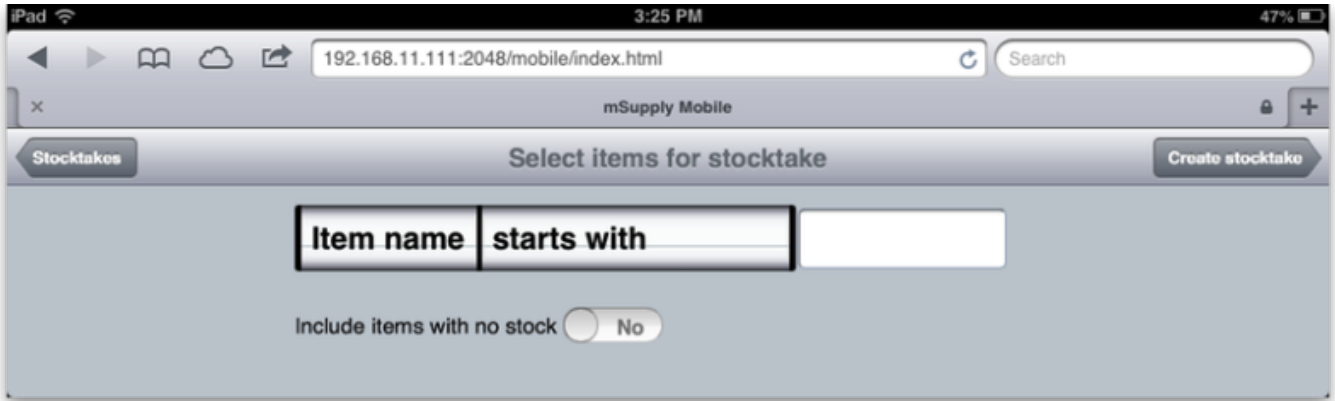 iPad 3:25 PM 47%
192.168.11.111:2048/mobile/index.html Search
mSupply Mobile
Stocktakes Select items for stocktake Create stocktake
Item name starts with
Include items with no stock No